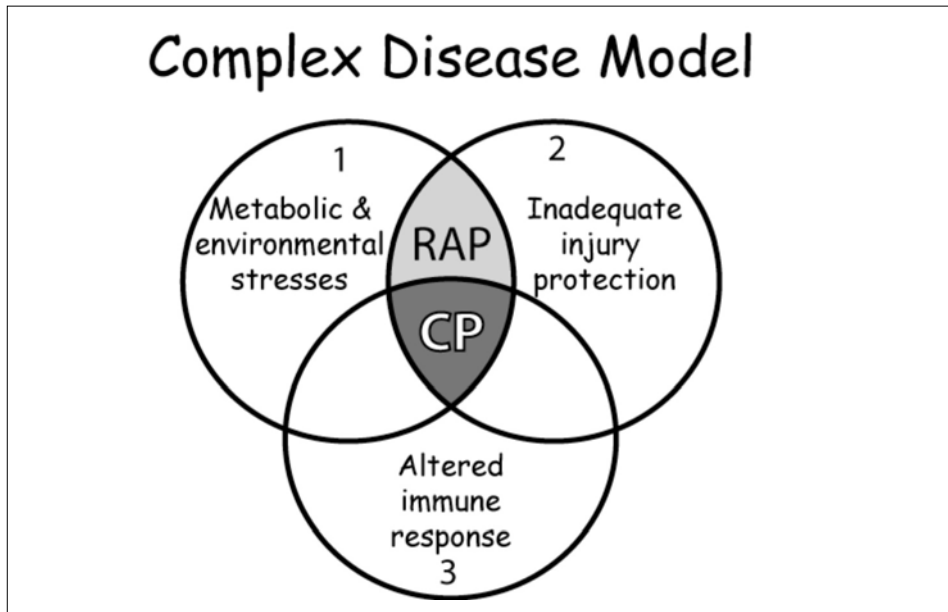 Complex Disease Model
1
Metabolic &
environmental
stresses
2
Inadequate
injury
protection
RAP
CP
Altered
immune
response
3